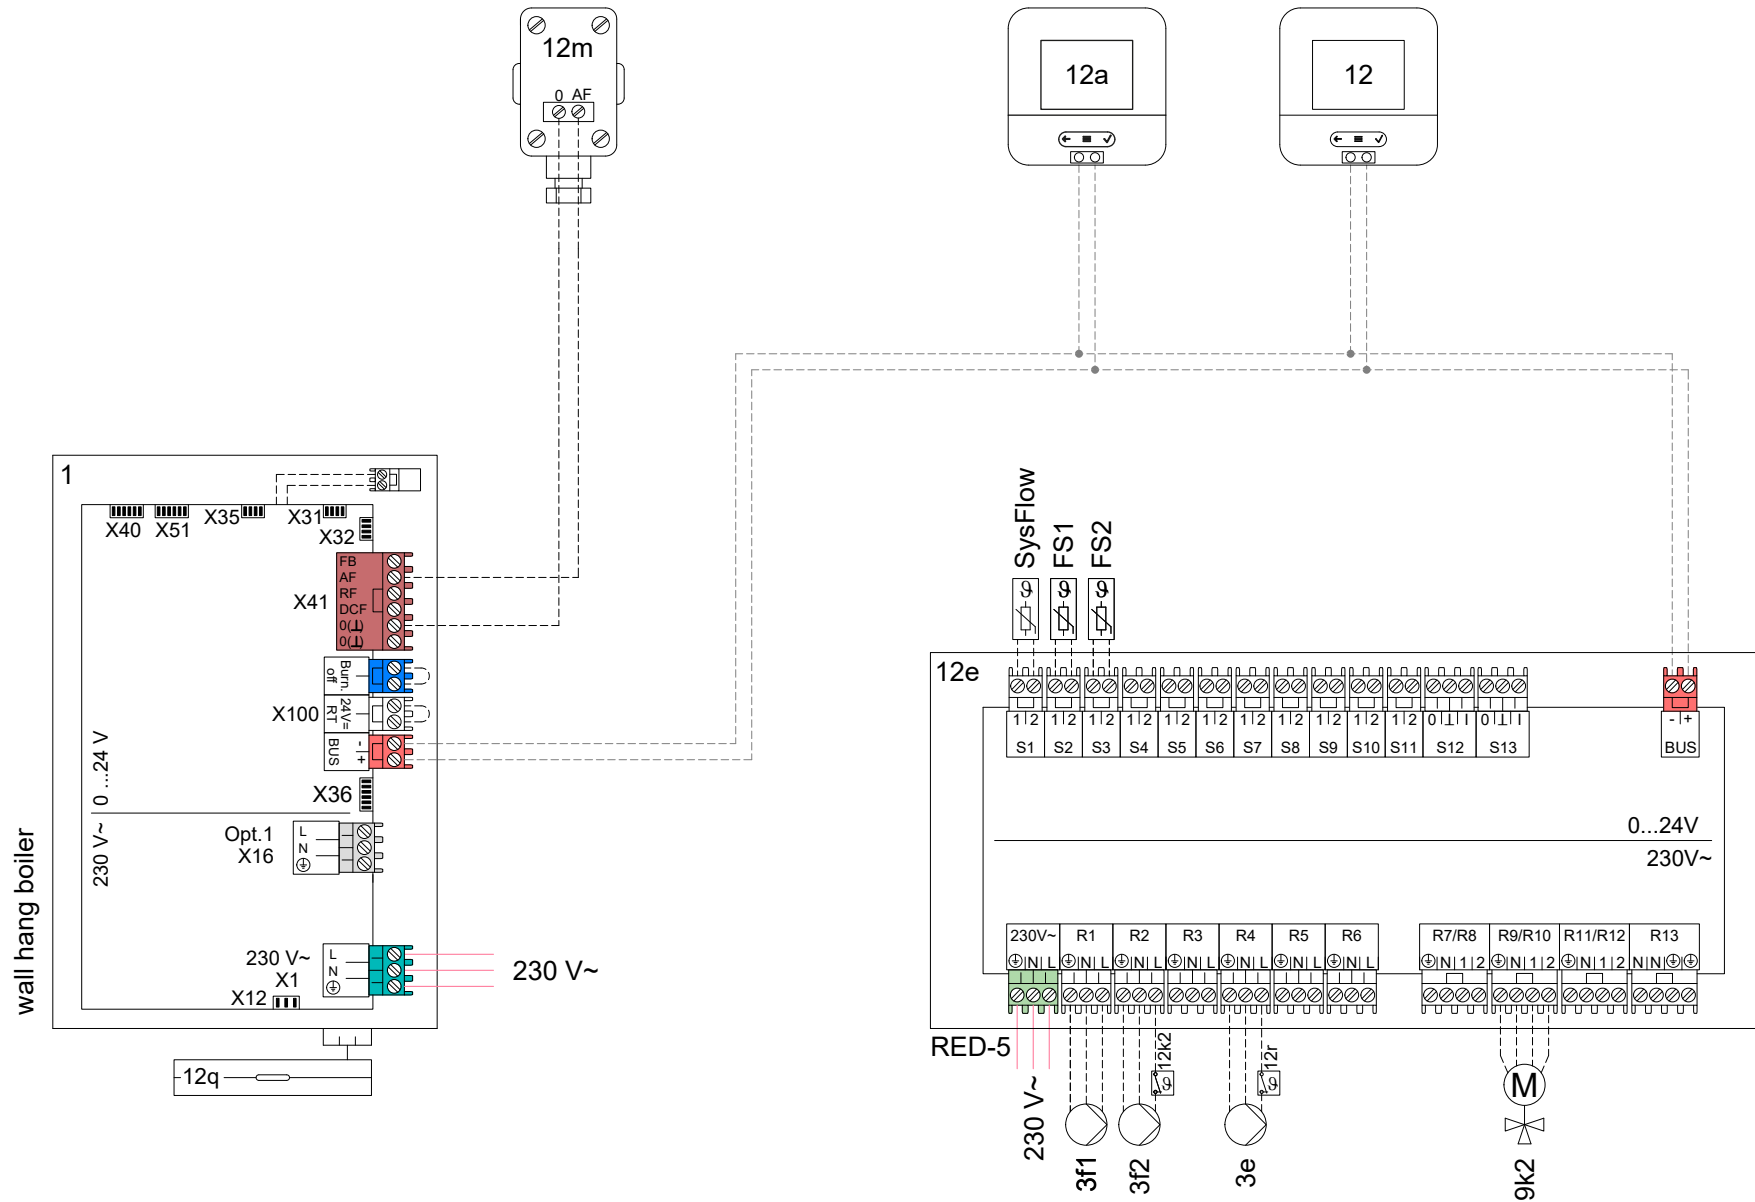 12m
0 AF
12a
12
1
X40
X51
X35
X31
X32
FB
AF
RF
DCF
0(⊥)
0(⊥)
X41
Burn.
off
24V=
RT
X100
BUS
- +
X36
0 ...24 V
230 V~
Opt.1
X16
L
N
230 V~
X1
L
N
X12
230 V~
wall hang boiler
12q
SysFlow
FS1
FS2
ϑ ϑ ϑ
12e
1 2 1 2 1 2 1 2 1 2 1 2 1 2 1 2 1 2 1 2 1 2 0 ⊥ I 0 ⊥ I
S1 S2 S3 S4 S5 S6 S7 S8 S9 S10 S11 S12 S13
- +
BUS
0...24V
230V~
230V~ R1 R2 R3 R4 R5 R6 R7/R8 R9/R10 R11/R12 R13
⏚ N L ⏚ N L ⏚ N L ⏚ N L ⏚ N L ⏚ N L ⏚ N L ⏚ N 1 2 ⏚ N 1 2 ⏚ N 1 2 N N ⏚ ⏚
RED-5
230 V~
12k2
ϑ
12r
ϑ
M
3f1
3f2
3e
9k2